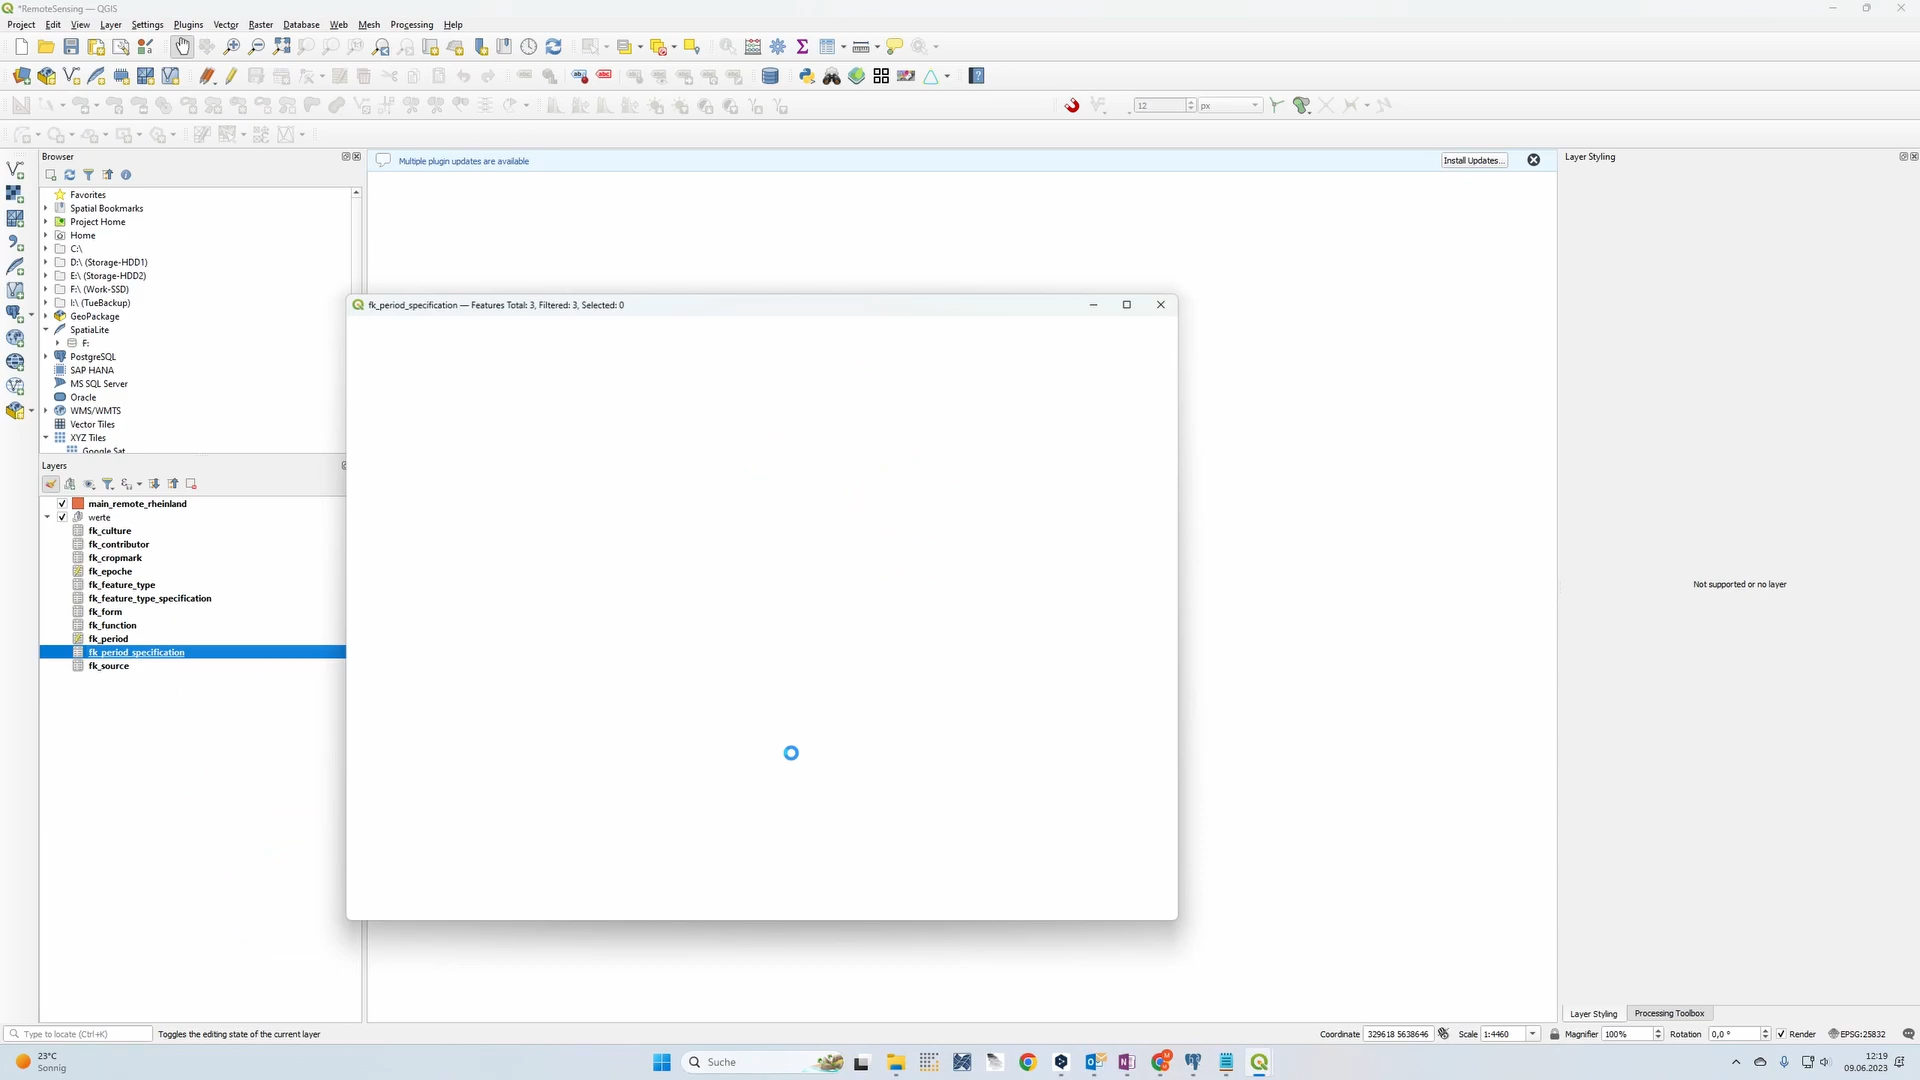 *RemoteSensing — QGIS
Project Edit View Layer Settings Plugins Vector Raster Database Web Mesh Processing Help
12 px
Browser
Multiple plugin updates are available
Install Updates...
Layer Styling
Favorites
Spatial Bookmarks
Project Home
Home
C:\
D:\ (Storage-HDD1)
E:\ (Storage-HDD2)
F:\ (Work-SSD)
I:\ (TueBackup)
GeoPackage
SpatiaLite
F:
PostgreSQL
SAP HANA
MS SQL Server
Oracle
WMS/WMTS
Vector Tiles
XYZ Tiles
Google Sat
fk_period_specification — Features Total: 3, Filtered: 3, Selected: 0
Layers
main_remote_rheinland
werte
fk_culture
fk_contributor
fk_cropmark
fk_epoche
fk_feature_type
fk_feature_type_specification
fk_form
fk_function
fk_period
fk_period_specification
fk_source
Not supported or no layer
Layer Styling Processing Toolbox
Type to locate (Ctrl+K) Toggles the editing state of the current layer
Coordinate 329618 5638646 Scale 1:4460 Magnifier 100% Rotation 0,0 ° Render EPSG:25832
23°C
Sonnig
Suche
12:19
09.06.2023